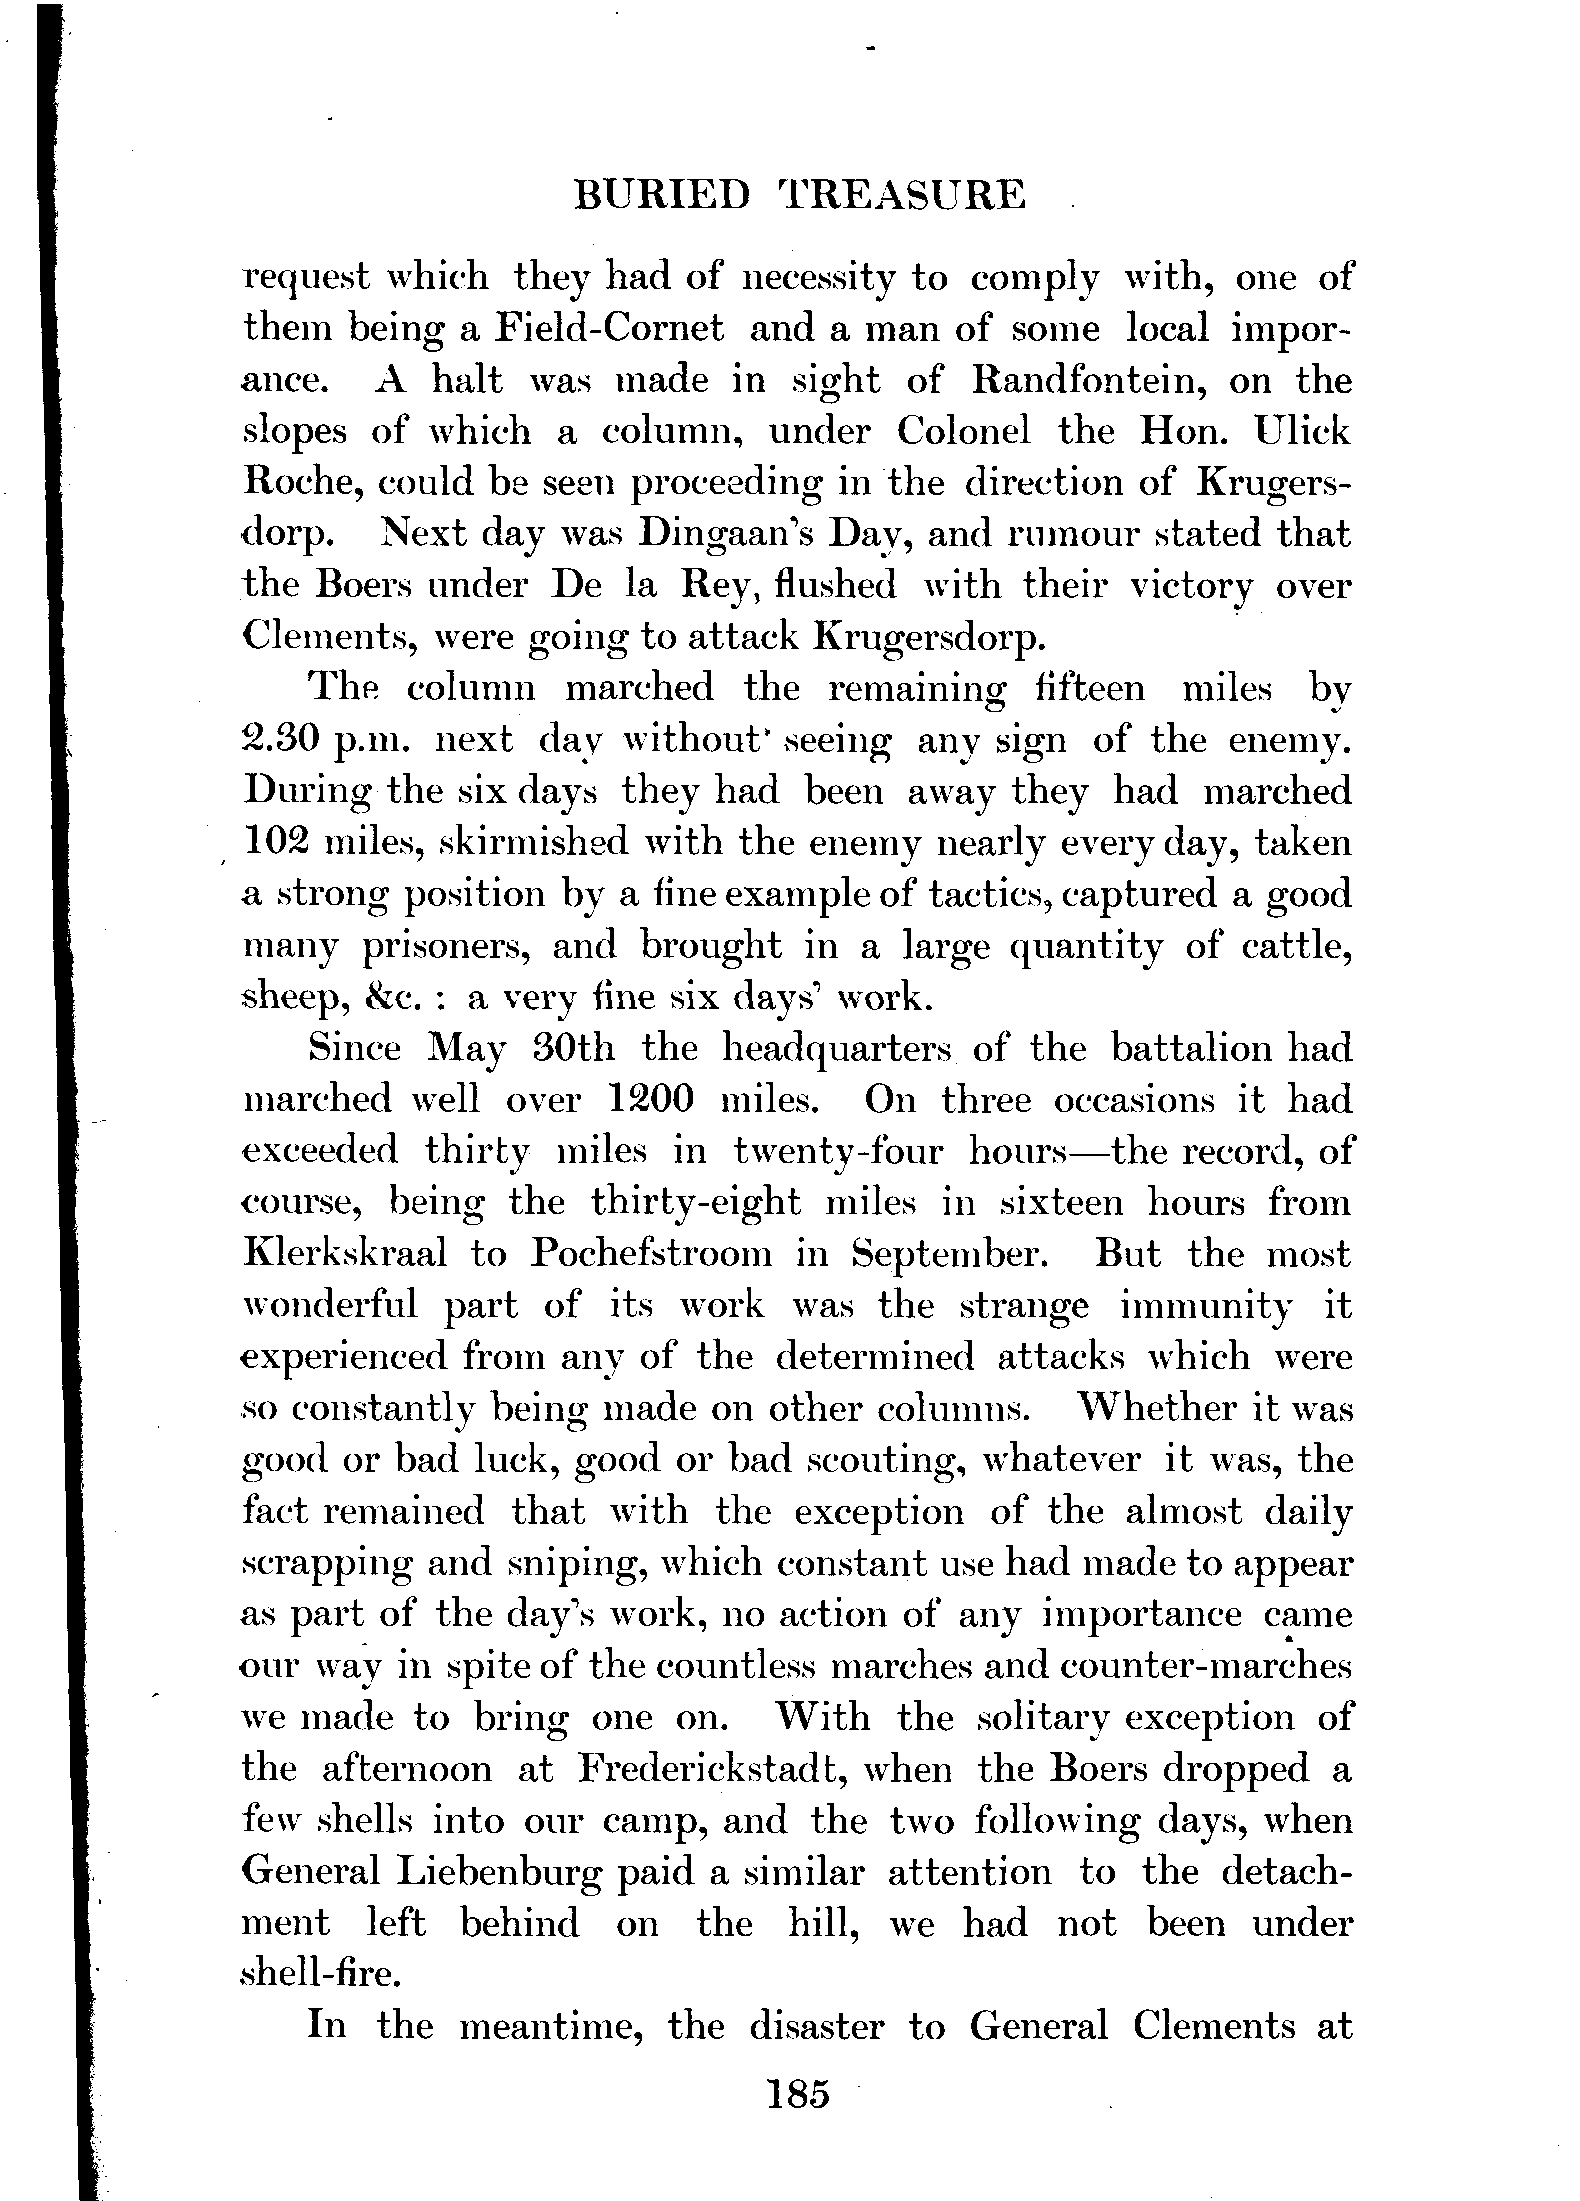 BURIED TREASURE
request which they had of necessity to comply with, one of
them being a Field-Cornet and a man of some local impor-
ance. A halt was made in sight of Randfontein, on the
slopes of which a column, under Colonel the Hon. Ulick
Roche, could be seen proceeding in the direction of Krugers-
dorp. Next day was Dingaan's Day, and rumour stated that
the Boers under De la Rey, flushed with their victory over
Clements, were going to attack Krugersdorp.
The column marched the remaining fifteen miles by
2.30 p.m. next day without seeing any sign of the enemy.
During the six days they had been away they had marched
102 miles, skirmished with the enemy nearly every day, taken
a strong position by a fine example of tactics, captured a good
many prisoners, and brought in a large quantity of cattle,
sheep, &c. : a very fine six days' work.
Since May 30th the headquarters of the battalion had
marched well over 1200 miles. On three occasions it had
exceeded thirty miles in twenty-four hours—the record, of
course, being the thirty-eight miles in sixteen hours from
Klerkskraal to Pochefstroom in September. But the most
wonderful part of its work was the strange immunity it
experienced from any of the determined attacks which were
so constantly being made on other columns. Whether it was
good or bad luck, good or bad scouting, whatever it was, the
fact remained that with the exception of the almost daily
scrapping and sniping, which constant use had made to appear
as part of the day's work, no action of any importance came
our way in spite of the countless marches and counter-marches
we made to bring one on. With the solitary exception of
the afternoon at Frederickstadt, when the Boers dropped a
few shells into our camp, and the two following days, when
General Liebenburg paid a similar attention to the detach-
ment left behind on the hill, we had not been under
shell-fire.
In the meantime, the disaster to General Clements at
185